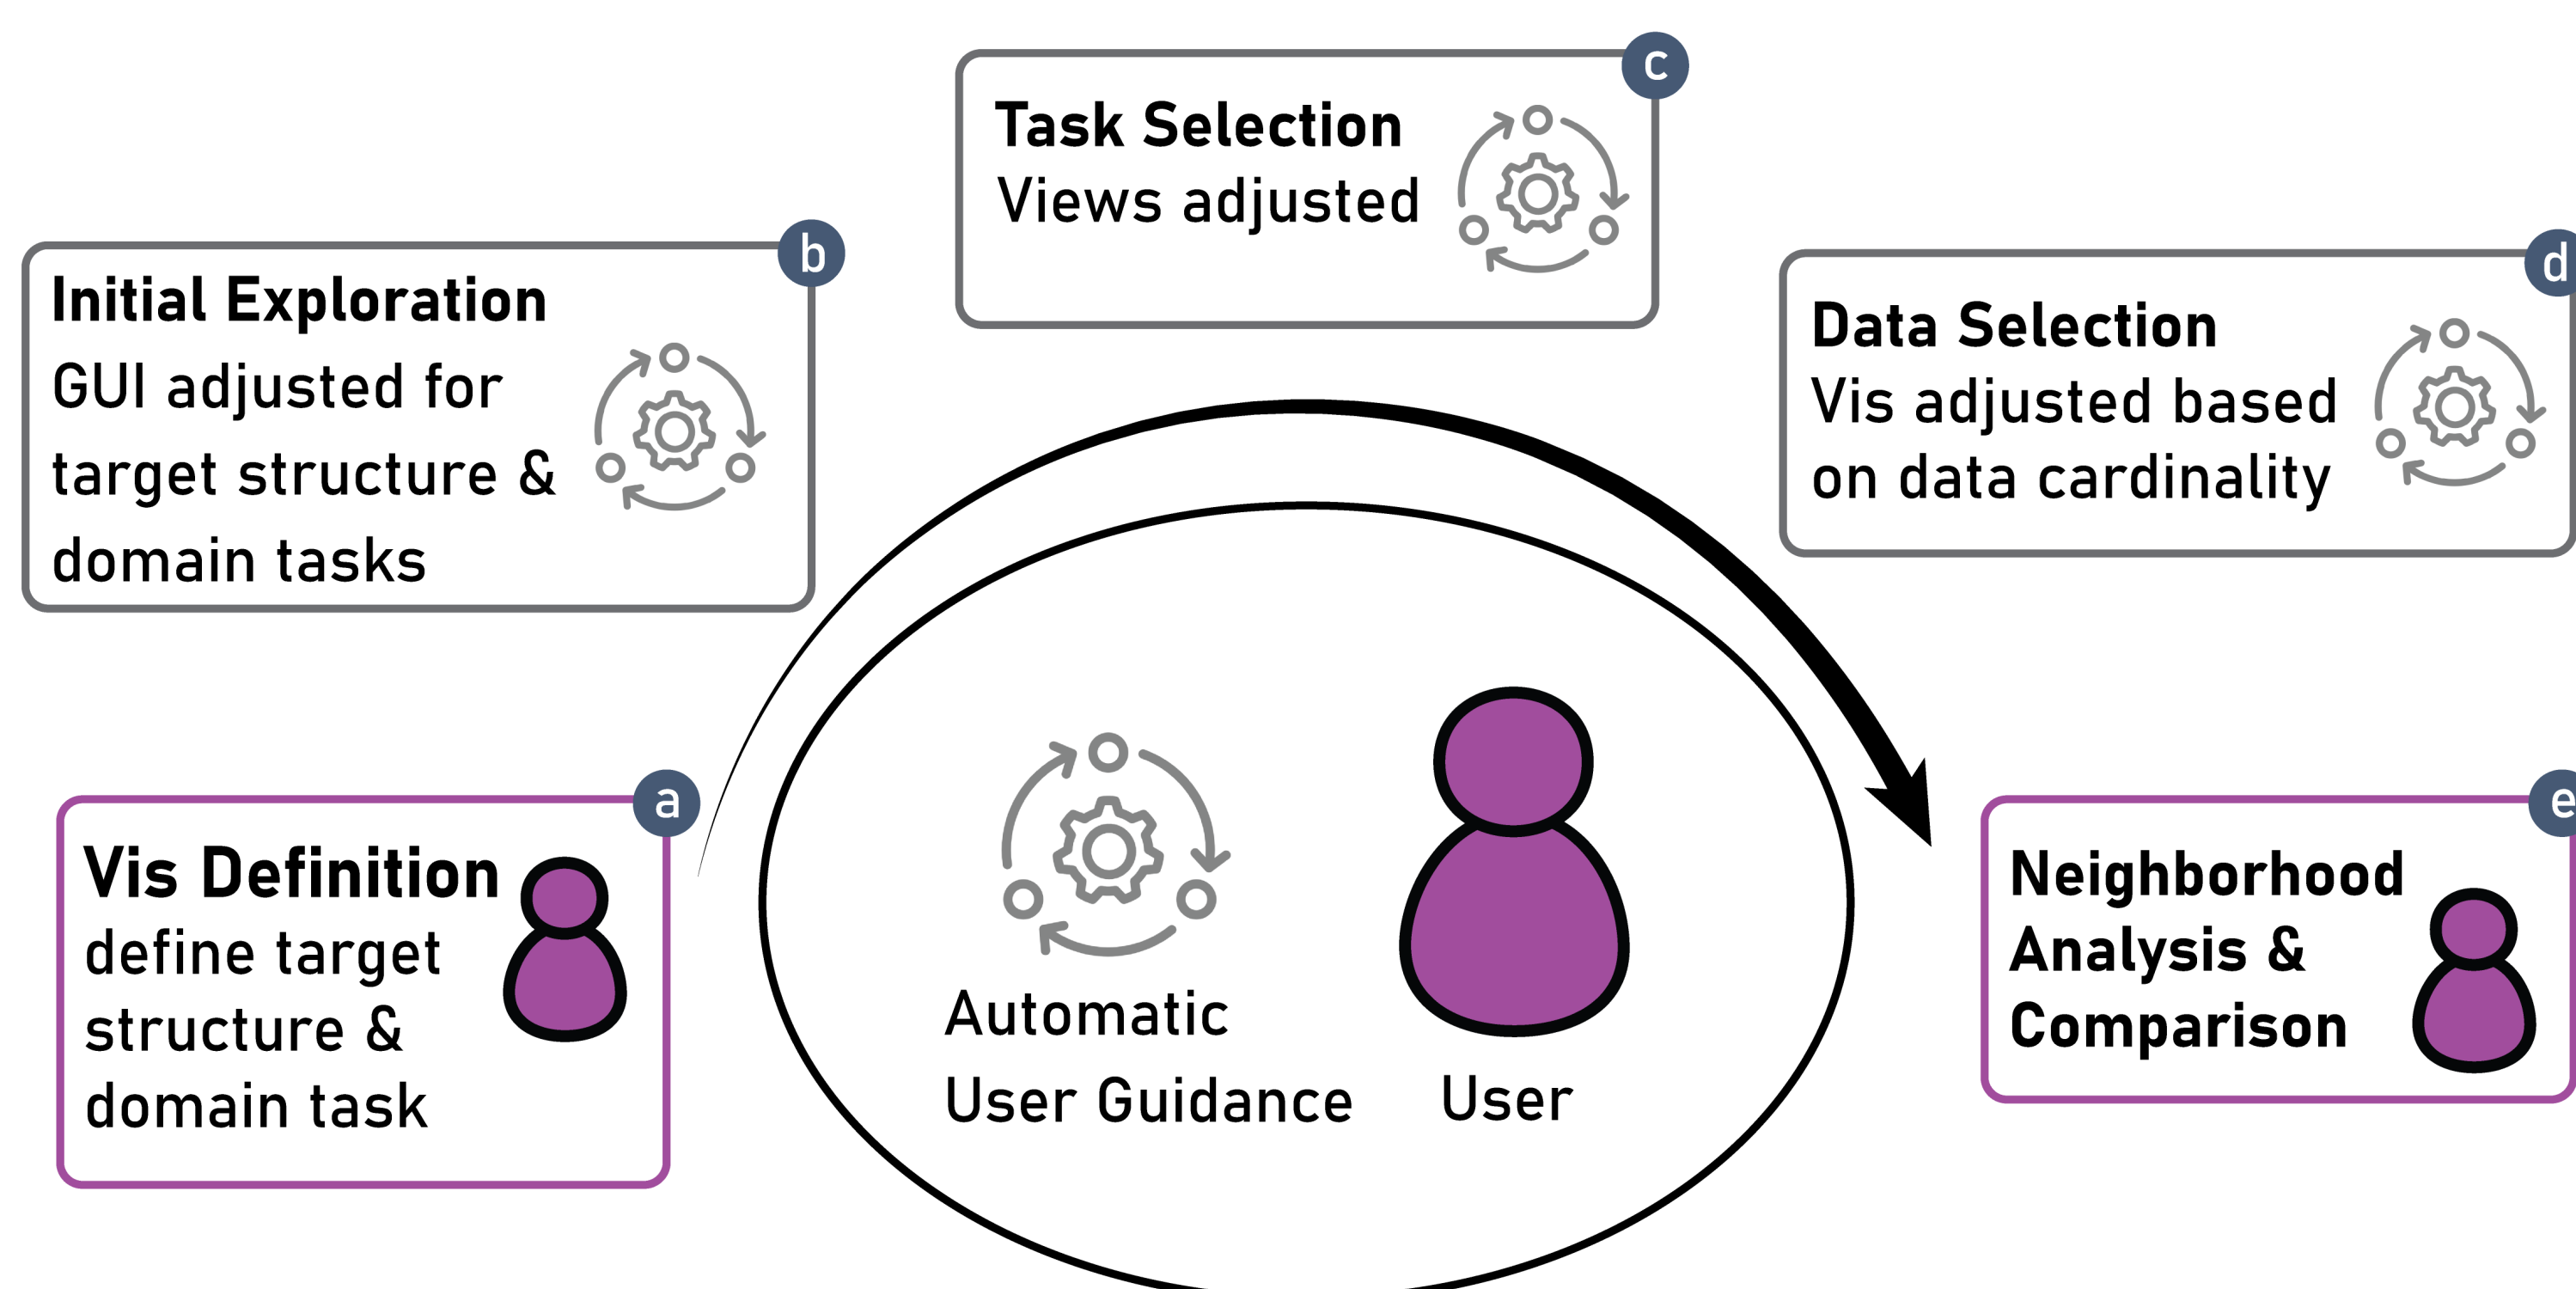 a
Vis Definition
define target
structure &
domain task
b
Initial Exploration
GUI adjusted for
target structure &
domain tasks
c
Task Selection
Views adjusted
d
Data Selection
Vis adjusted based
on data cardinality
e
Neighborhood
Analysis &
Comparison
Automatic
User Guidance
User